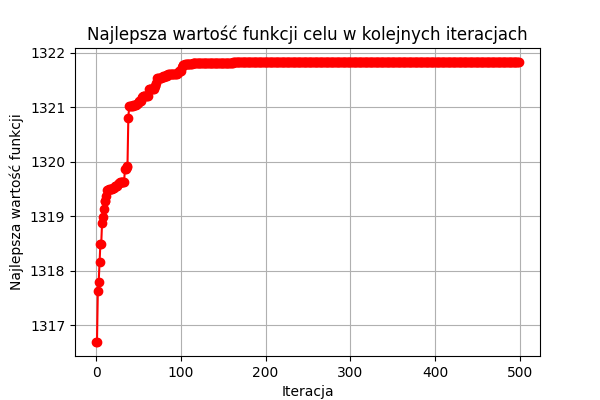 Najlepsza wartość funkcji celu w kolejnych iteracjach
1322
1321
1320
1319
1318
1317
Najlepsza wartość funkcji
0 100 200 300 400 500
Iteracja